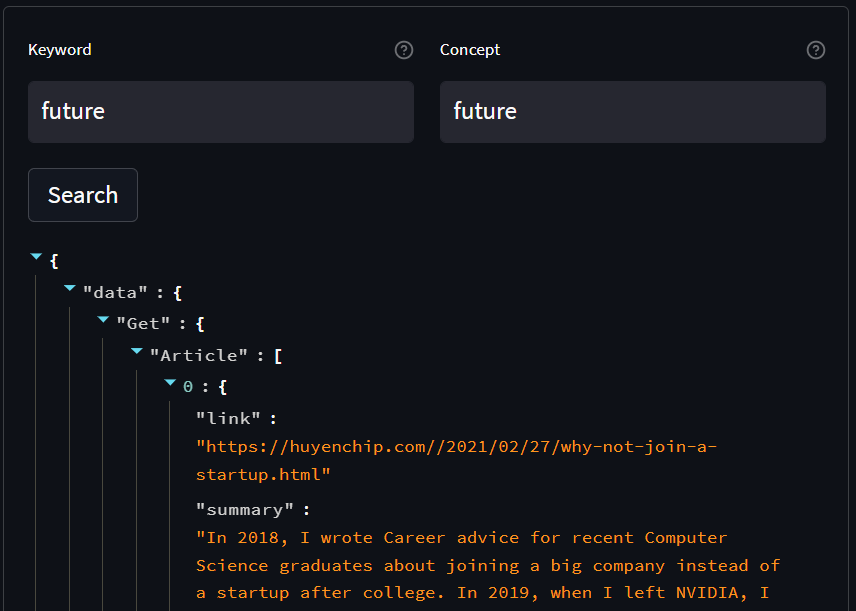 Keyword Concept
future future
Search
{
"data" : {
"Get" : {
"Article" : [
0 : {
"link" :
"https://huyenchip.com//2021/02/27/why-not-join-a-
startup.html"
"summary" :
"In 2018, I wrote Career advice for recent Computer
Science graduates about joining a big company instead of
a startup after college. In 2019, when I left NVIDIA, I